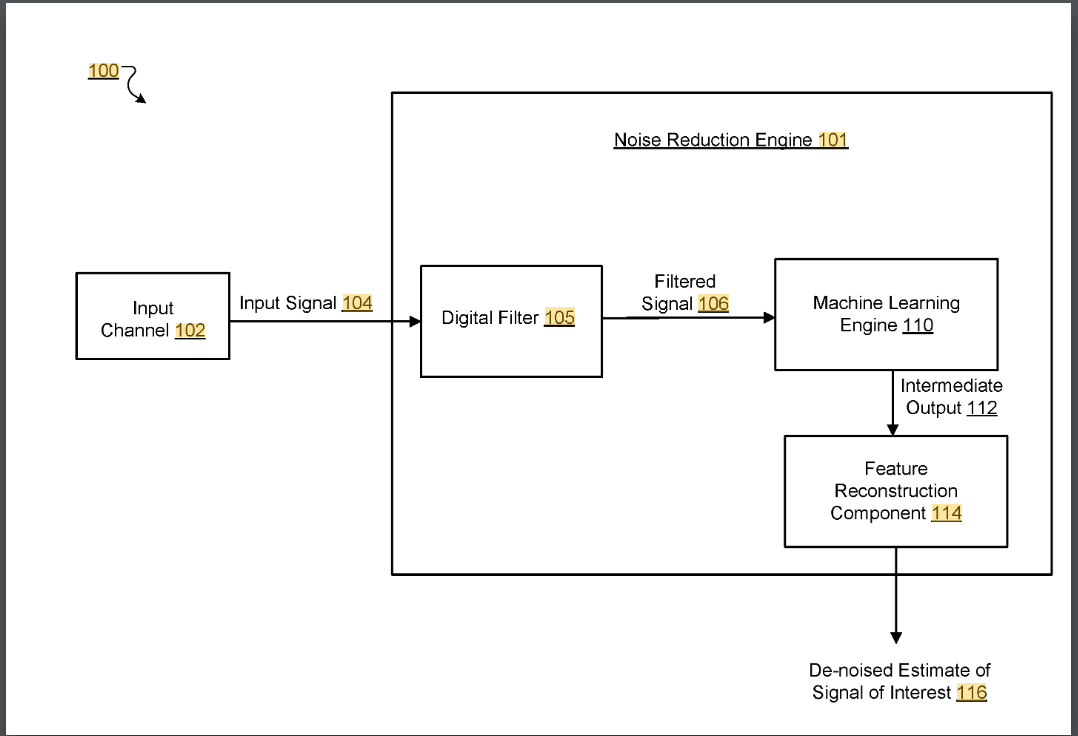 100
Noise Reduction Engine 101
Input
Channel 102
Input Signal 104
Digital Filter 105
Filtered
Signal 106
Machine Learning
Engine 110
Intermediate
Output 112
Feature
Reconstruction
Component 114
De-noised Estimate of
Signal of Interest 116